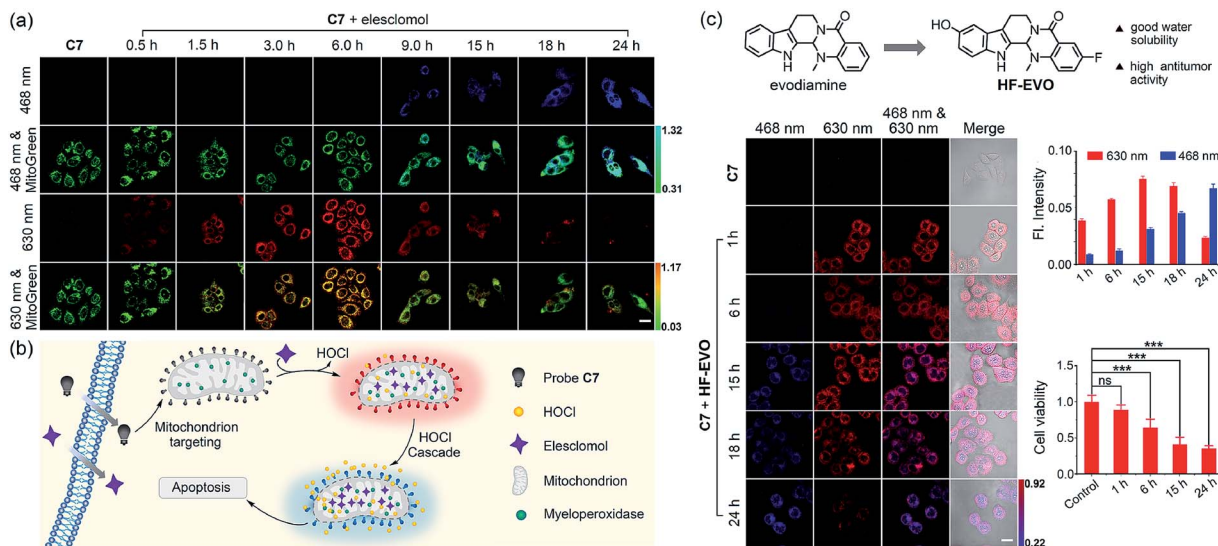 (a)
C7 + elesclomol
C7 0.5 h 1.5 h 3.0 h 6.0 h 9.0 h 15 h 18 h 24 h
468 nm
468 nm &
MitoGreen
1.32
0.31
630 nm
630 nm &
MitoGreen
1.17
0.03
(b)
HOCl
Mitochondrion
targeting
HOCl
Cascade
Apoptosis
Probe C7
HOCl
Elesclomol
Mitochondrion
Myeloperoxidase
(c)
O
N
N
H
N
evodiamine
HO
O
N
N
H
N
F
HF-EVO
▲ good water
solubility
▲ high antitumor
activity
468 nm 630 nm 468 nm &
630 nm Merge
C7
C7 + HF-EVO
1 h
6 h
15 h
18 h
24 h
0.92
0.22
630 nm 468 nm
Fl. Intensity
0.10
0.05
0.00
1 h 6 h 15 h 18 h 24 h
Cell viability
1.5
1.0
0.5
0.0
***
***
***
ns
Control 1 h 6 h 15 h 24 h